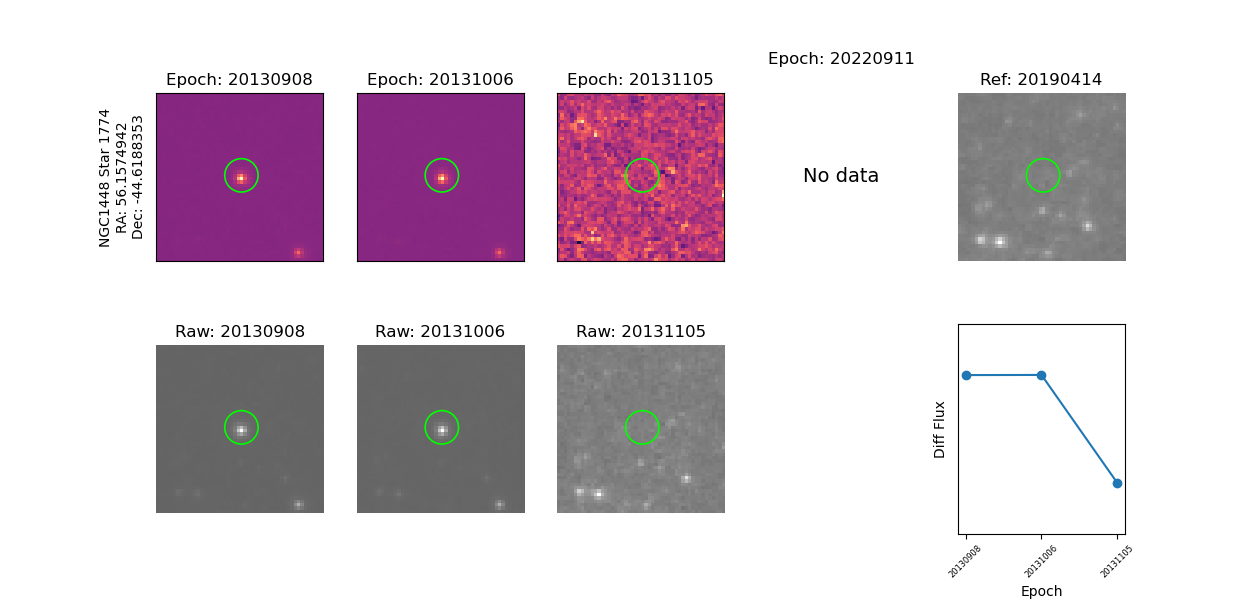 Epoch: 20220911
Epoch: 20130908
Epoch: 20131006
Epoch: 20131105
Ref: 20190414
NGC1448 Star 1774
RA: 56.1574942
Dec: -44.6188353
No data
Raw: 20130908
Raw: 20131006
Raw: 20131105
Diff Flux
20130908
20131006
20131105
Epoch